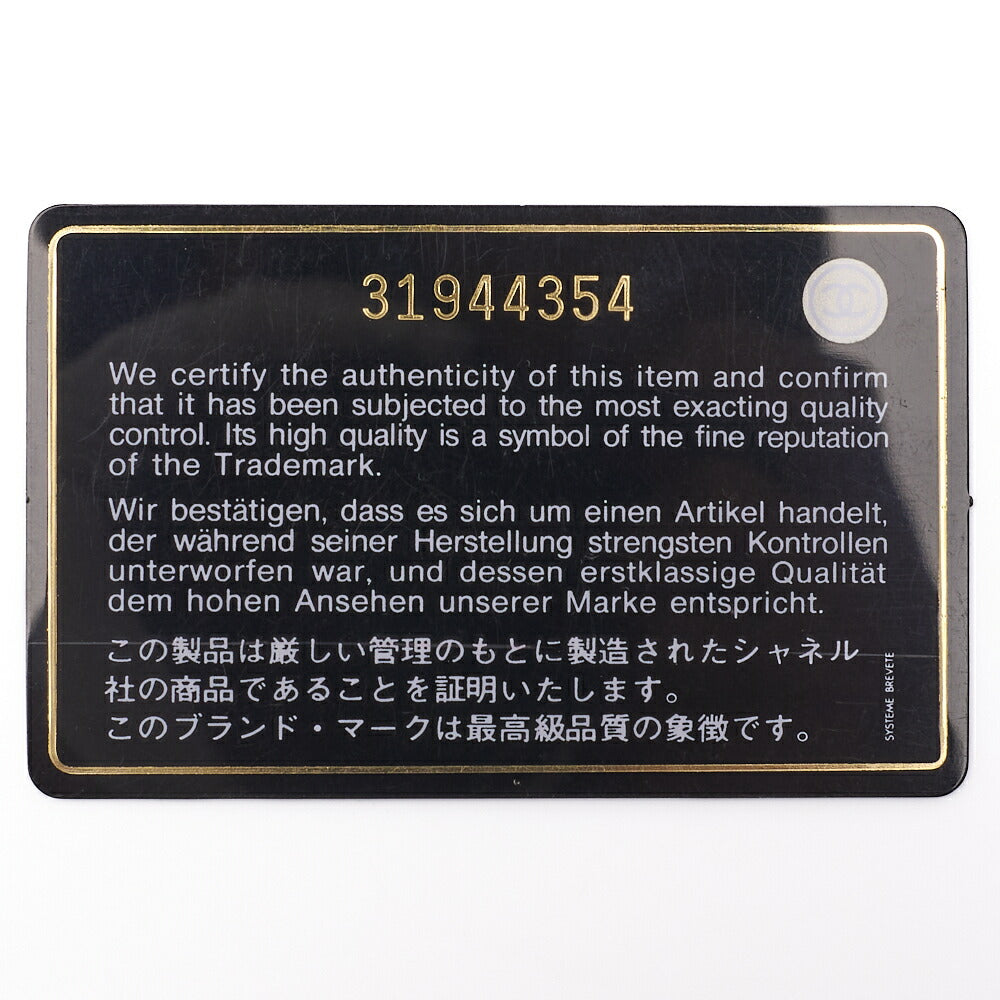 31944354
We certify the authenticity of this item and confirm
that it has been subjected to the most exacting quality
control. Its high quality is a symbol of the fine reputation
of the Trademark.
Wir bestätigen, dass es sich um einen Artikel handelt,
der während seiner Herstellung strengsten Kontrollen
unterworfen war, und dessen erstklassige Qualität
dem hohen Ansehen unserer Marke entspricht.
この製品は厳しい管理のもとに製造されたシャネル
社の商品であることを証明いたします。
このブランド・マークは最高級品質の象徴です。
SYSTEME BREVETE